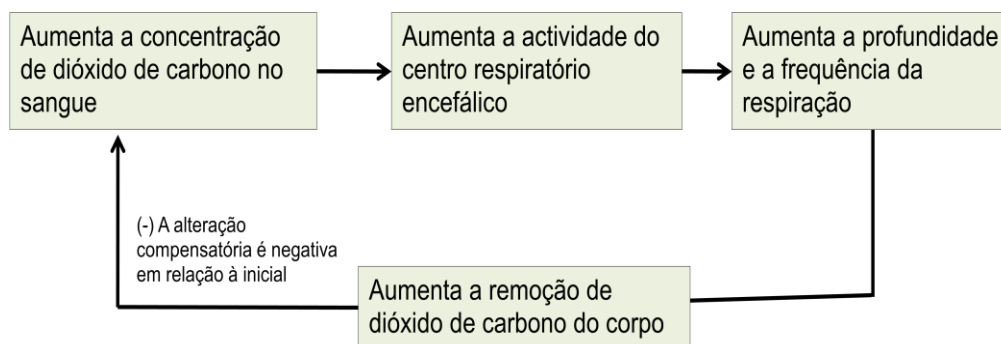 Aumenta a concentração
de dióxido de carbono no
sangue
Aumenta a actividade do
centro respiratório
encefálico
Aumenta a profundidade
e a frequência da
respiração
(-) A alteração
compensatória é negativa
em relação à inicial
Aumenta a remoção de
dióxido de carbono do corpo